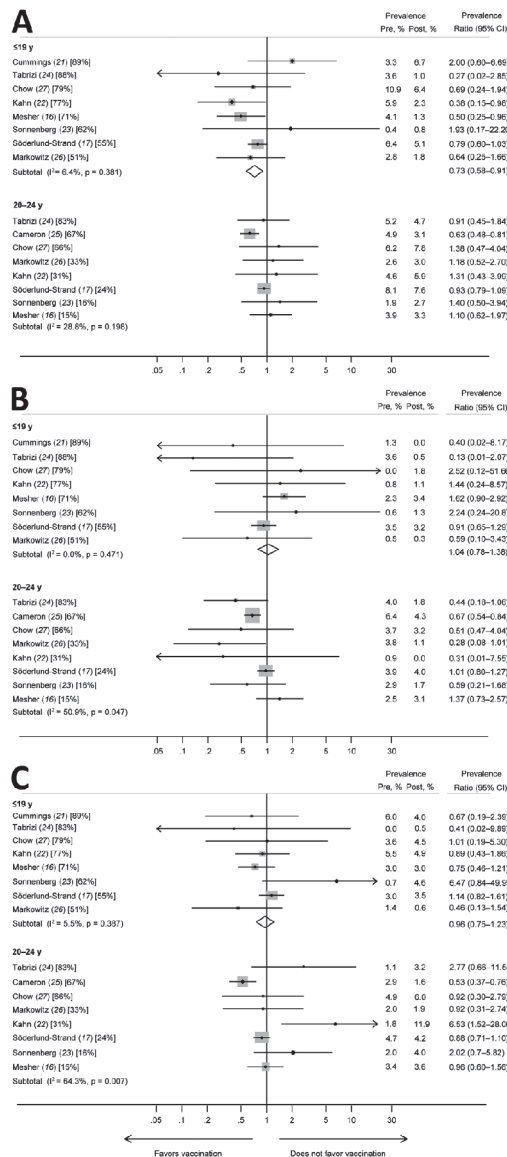 A
Prevalence Prevalence
Pre, % Post, % Ratio (95% CI)
≤19 y
Cummings (21) [89%] 3.3 6.7 2.00 (0.60–6.69
Tabrizi (24) [88%] 3.6 1.0 0.27 (0.02–2.85
Chow (27) [79%] 10.9 6.4 0.69 (0.24–1.94)
Kahn (22) [77%] 5.9 2.3 0.38 (0.15–0.98)
Mesher (16) [71%] 4.1 1.3 0.50 (0.25–0.96)
Sonnenberg (23) [62%] 0.4 0.8 1.93 (0.17–22.20
Söderlund-Strand (17) [55%] 6.4 5.1 0.79 (0.60–1.03)
Markowitz (26) [51%] 2.8 1.8 0.64 (0.25–1.66)
Subtotal (I² = 6.4%, p = 0.381) 0.73 (0.58–0.91)
20–24 y
Tabrizi (24) [83%] 5.2 4.7 0.91 (0.45–1.84)
Cameron (25) [67%] 4.9 3.1 0.63 (0.48–0.81)
Chow (27) [66%] 6.2 7.8 1.38 (0.47–4.04)
Markowitz (26) [33%] 2.6 3.0 1.18 (0.52–2.70)
Kahn (22) [31%] 4.6 5.9 1.31 (0.43–3.99)
Söderlund-Strand (17) [24%] 8.1 7.6 0.93 (0.79–1.09)
Sonnenberg (23) [16%] 1.9 2.7 1.40 (0.50–3.94)
Mesher (16) [15%] 3.9 3.3 1.10 (0.62–1.97)
Subtotal (I² = 28.8%, p = 0.198)
.05 .1 .5 1 2 10 30
B
Prevalence Prevalence
Pre, % Post, % Ratio (95% CI)
≤19 y
Cummings (21) [89%] 1.3 0.0 0.40 (0.02–8.17)
Tabrizi (24) [88%] 3.6 0.5 0.13 (0.01–2.07)
Chow (27) [79%] 0.0 1.8 2.52 (0.12–51.68
Kahn (22) [77%] 0.8 1.1 1.44 (0.24–8.57)
Mesher (16) [71%] 2.3 3.4 1.62 (0.90–2.92)
Sonnenberg (23) [62%] 0.6 1.3 2.24 (0.24–20.8
Söderlund-Strand (17) [55%] 3.5 3.2 0.91 (0.65–1.29)
Markowitz (26) [51%] 0.5 0.3 0.59 (0.10–3.43)
Subtotal (I² = 0.0%, p = 0.471) 1.04 (0.78–1.38)
20–24 y
Tabrizi (24) [83%] 4.0 1.8 0.44 (0.18–1.06)
Cameron (25) [67%] 6.4 4.3 0.67 (0.54–0.84)
Chow (27) [66%] 3.7 3.2 0.51 (0.47–4.04)
Markowitz (26) [33%] 3.8 1.1 0.28 (0.08–1.01)
Kahn (22) [31%] 0.9 0.0 0.31 (0.01–7.55)
Söderlund-Strand (17) [24%] 3.9 4.0 1.01 (0.80–1.27)
Sonnenberg (23) [16%] 2.9 1.7 0.59 (0.21–1.68)
Mesher (16) [15%] 2.5 3.1 1.37 (0.73–2.57)
Subtotal (I² = 50.9%, p = 0.047)
.05 .1 .5 1 2 10 30
C
Prevalence Prevalence
Pre, % Post, % Ratio (95% CI)
≤19 y
Cummings (21) [89%] 6.0 4.0 0.67 (0.19–2.39)
Tabrizi (24) [83%] 0.0 0.5 0.41 (0.02–9.89)
Chow (27) [79%] 3.6 4.5 1.01 (0.19–5.30)
Kahn (22) [77%] 5.5 4.9 0.89 (0.43–1.86)
Mesher (16) [71%] 3.0 3.0 0.75 (0.46–1.21)
Sonnenberg (23) [62%] 0.7 4.6 6.47 (0.84–49.9
Söderlund-Strand (17) [55%] 3.0 3.5 1.14 (0.82–1.61)
Markowitz (26) [51%] 1.4 0.6 0.46 (0.13–1.54)
Subtotal (I² = 5.5%, p = 0.387) 0.96 (0.75–1.23)
20–24 y
Tabrizi (24) [83%] 1.1 3.2 2.77 (0.66–11.5
Cameron (25) [67%] 2.9 1.6 0.53 (0.37–0.76)
Chow (27) [66%] 4.9 6.0 0.92 (0.30–2.79)
Markowitz (26) [33%] 2.0 1.9 0.92 (0.31–2.74)
Kahn (22) [31%] 1.8 11.9 6.53 (1.52–28.0
Söderlund-Strand (17) [24%] 4.7 4.2 0.88 (0.71–1.10)
Sonnenberg (23) [16%] 2.0 4.0 2.02 (0.7–5.82)
Mesher (16) [15%] 3.4 3.6 0.96 (0.60–1.56)
Subtotal (I² = 64.3%, p = 0.007)
.05 .1 .5 1 2 10 30
Favors vaccination Does not favor vaccination